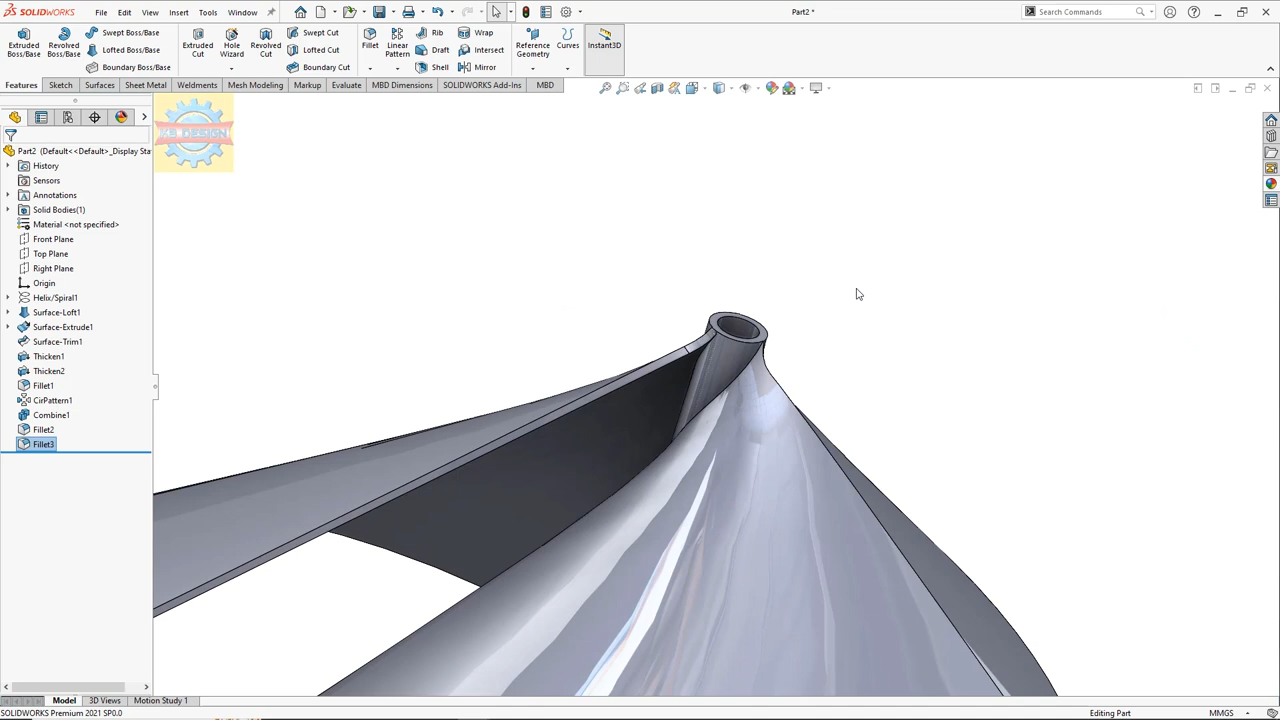 SOLIDWORKS File Edit View Insert Tools Window Part2 * Search Commands
Extruded Boss/Base
Revolved Boss/Base
Swept Boss/Base
Lofted Boss/Base
Boundary Boss/Base
Extruded Cut
Hole Wizard
Revolved Cut
Swept Cut
Lofted Cut
Boundary Cut
Fillet
Linear Pattern
Rib
Draft
Shell
Wrap
Intersect
Mirror
Reference Geometry
Curves
Instant3D
Features Sketch Surfaces Sheet Metal Weldments Mesh Modeling Markup Evaluate MBD Dimensions SOLIDWORKS Add-Ins MBD
KB DESIGN
Part2 (Default<<Default>_Display Sta
History
Sensors
Annotations
Solid Bodies(1)
Material <not specified>
Front Plane
Top Plane
Right Plane
Origin
Helix/Spiral1
Surface-Loft1
Surface-Extrude1
Surface-Trim1
Thicken1
Thicken2
Fillet1
CirPattern1
Combine1
Fillet2
Fillet3
Model 3D Views Motion Study 1
SOLIDWORKS Premium 2021 SP0.0 Editing Part MMGS